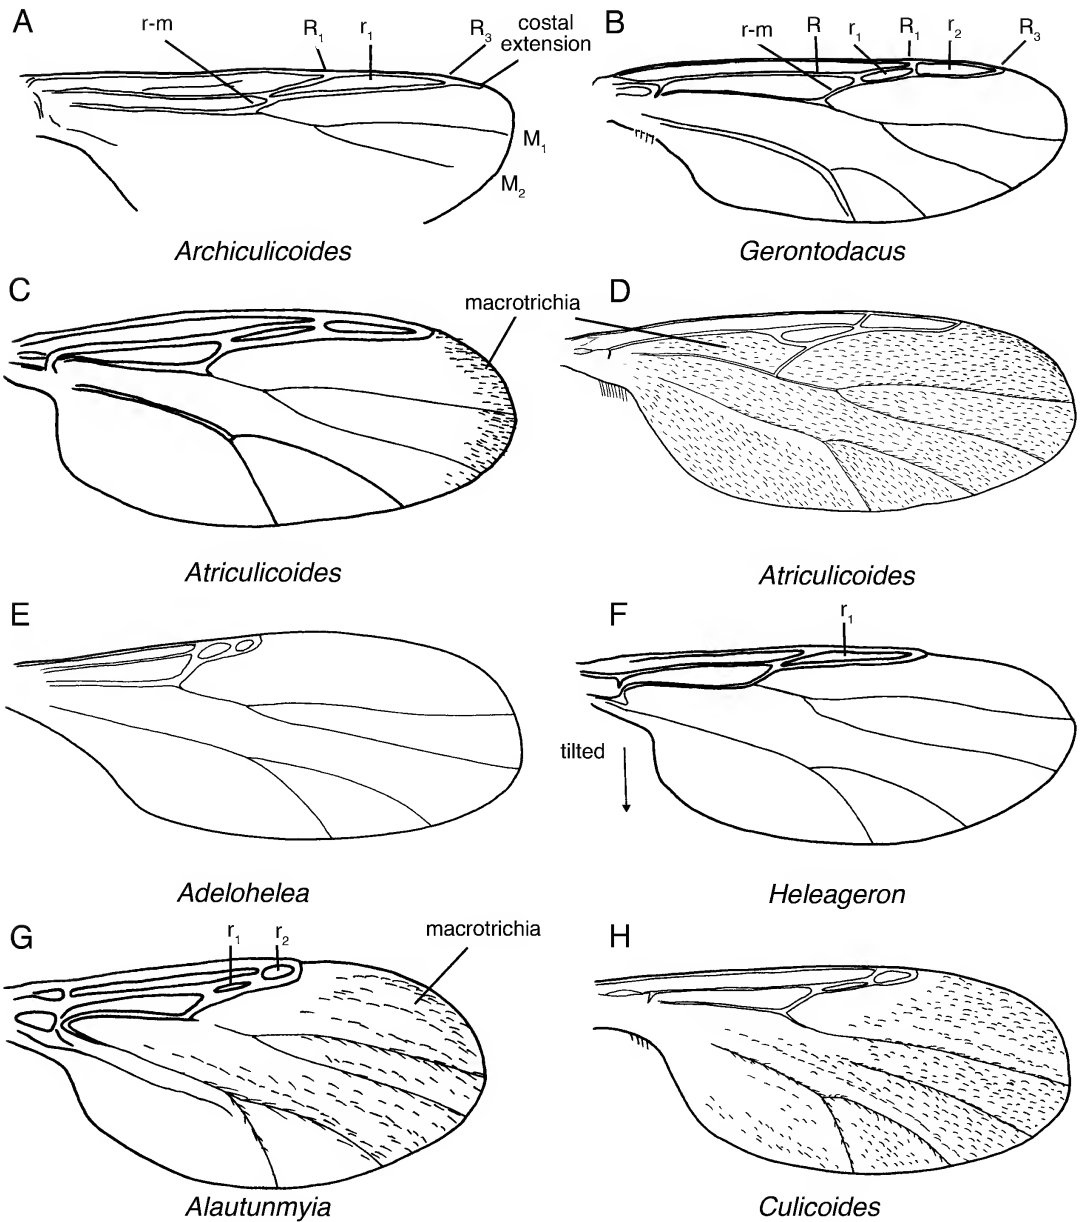 A
r-m
R1
r1
R3
costal
extension
M1
M2
Archiculicoides
B
r-m
R
r1
R1
r2
R3
Gerontodacus
C
macrotrichia
Atriculicoides
D
Atriculicoides
E
Adelohelea
F
r1
tilted
Heleageron
G
r1
r2
macrotrichia
Alautunmyia
H
Culicoides